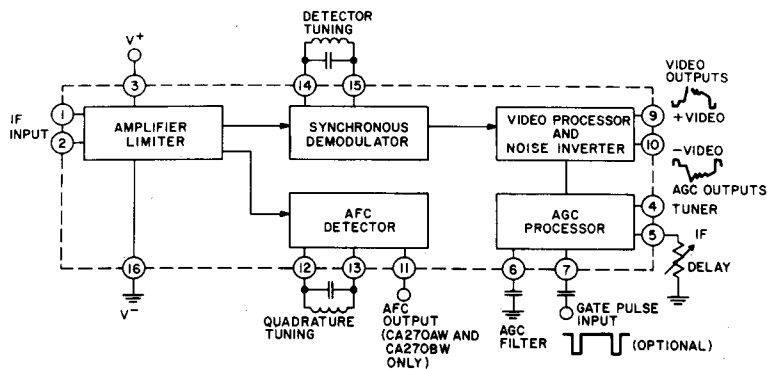 DETECTOR
TUNING
V+
3
14
15
VIDEO
OUTPUTS
IF
INPUT
1
2
AMPLIFIER
LIMITER
SYNCHRONOUS
DEMODULATOR
VIDEO PROCESSOR
AND
NOISE INVERTER
9
+VIDEO
10
-VIDEO
AGC OUTPUTS
AFC
DETECTOR
AGC
PROCESSOR
4
TUNER
5
IF
DELAY
16
V-
12
13
11
6
7
QUADRATURE
TUNING
AFC
OUTPUT
(CA270AW AND
CA270BW
ONLY)
AGC
FILTER
GATE PULSE
INPUT
(OPTIONAL)